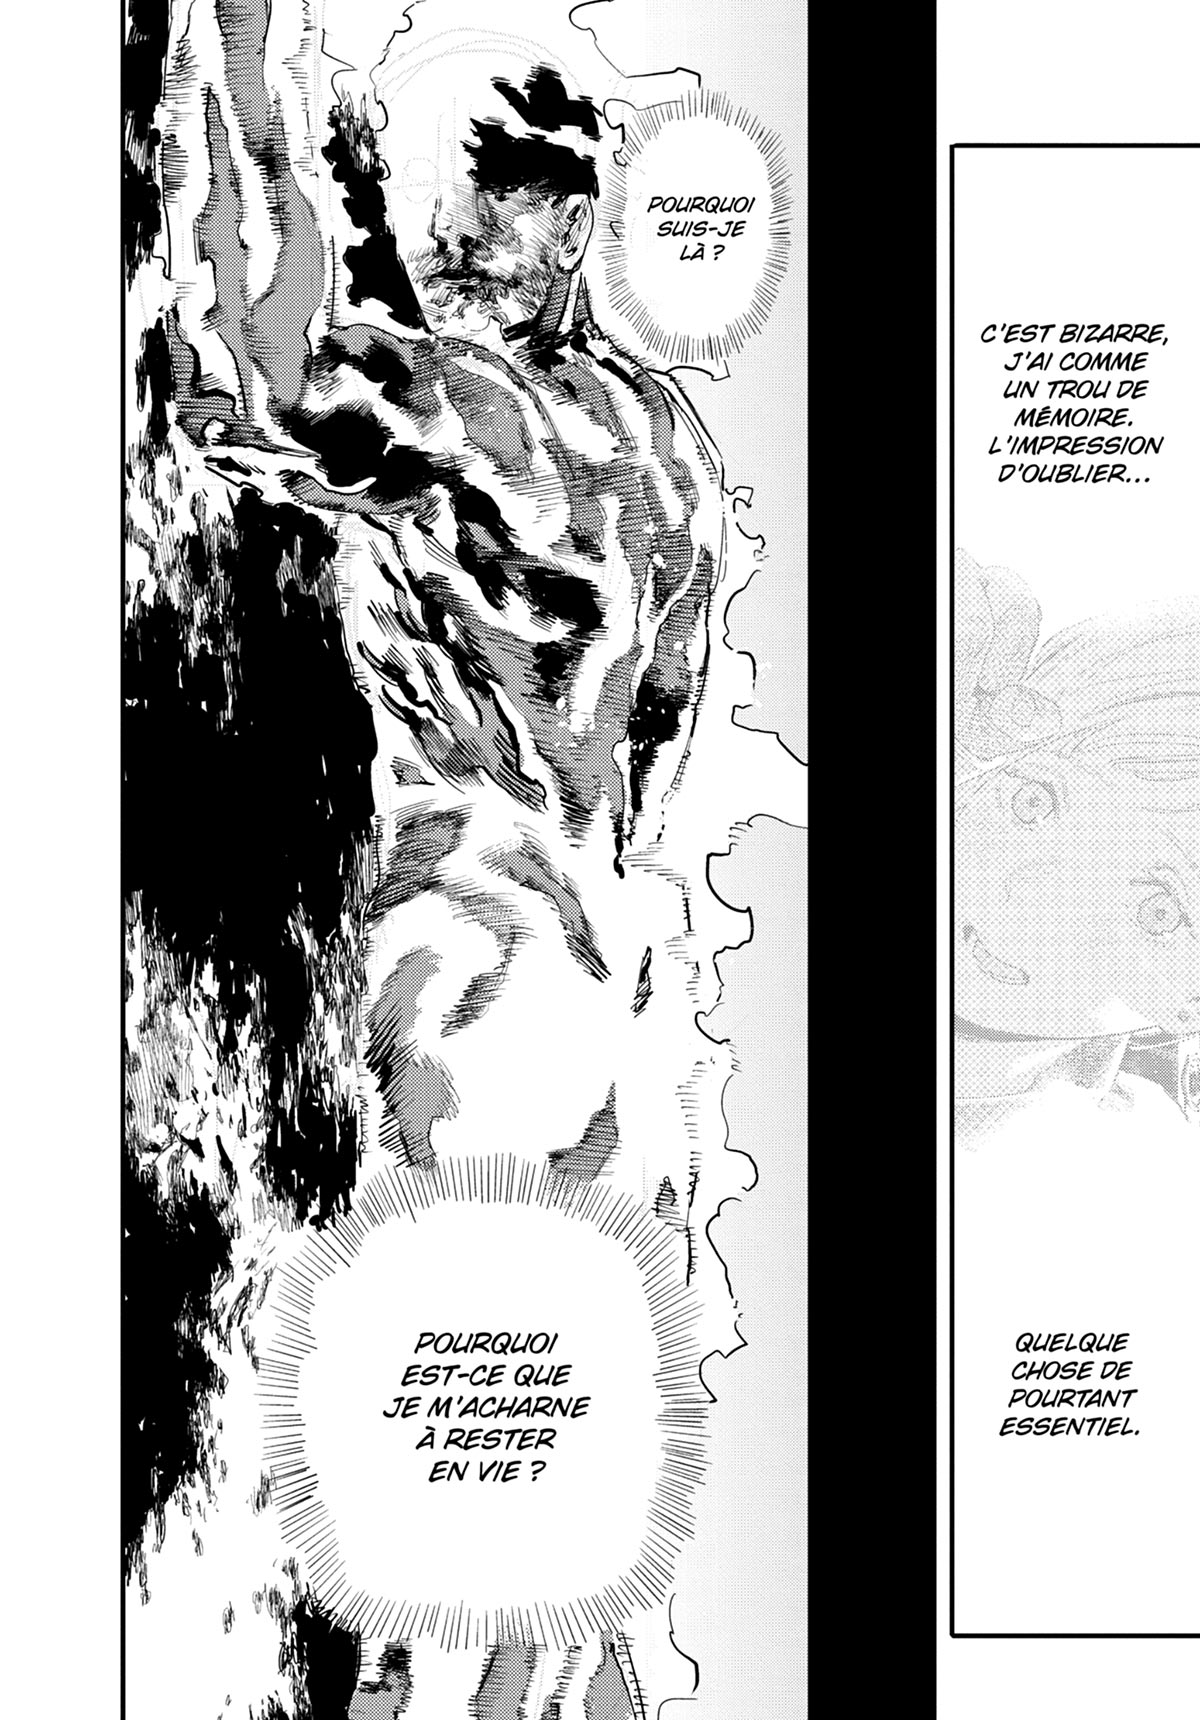 C'EST BIZARRE,
J'AI COMME
UN TROU DE
MÉMOIRE.
L'IMPRESSION
D'OUBLIER...
QUELQUE
CHOSE DE
POURTANT
ESSENTIEL.
POURQUOI
SUIS-JE
LÀ ?
POURQUOI
EST-CE QUE
JE M'ACHARNE
À RESTER
EN VIE ?